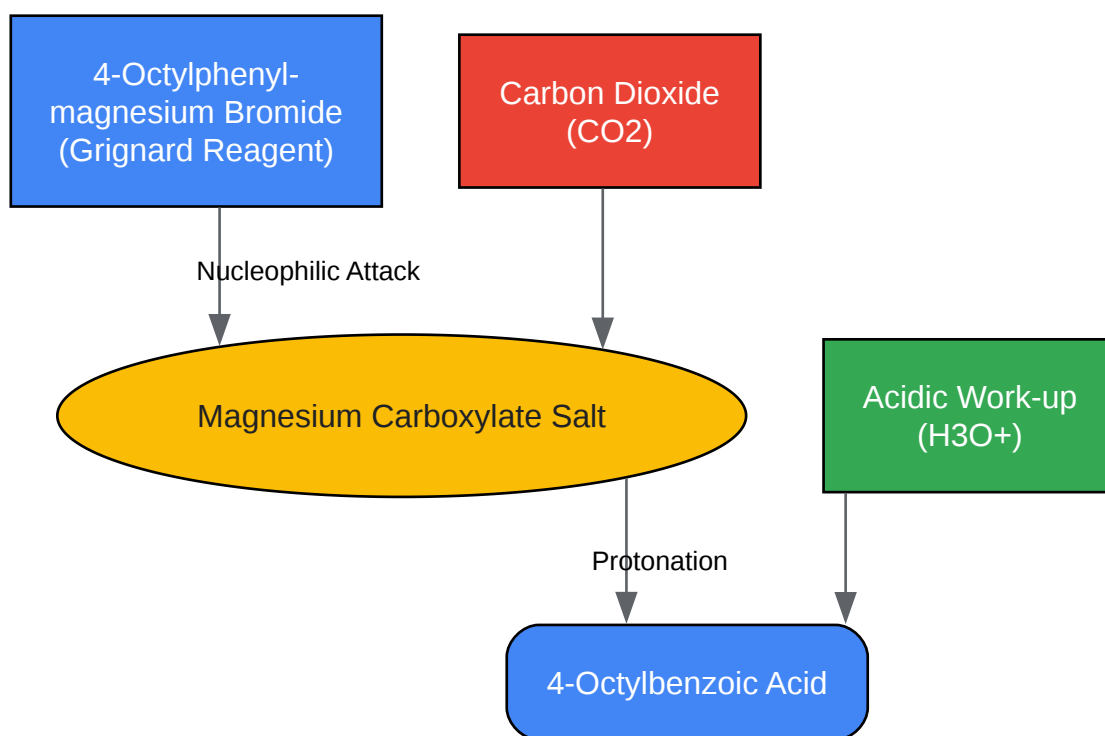 4-Octylphenyl-
magnesium Bromide
(Grignard Reagent)
Carbon Dioxide
(CO2)
Nucleophilic Attack
Magnesium Carboxylate Salt
Acidic Work-up
(H3O+)
Protonation
4-Octylbenzoic Acid